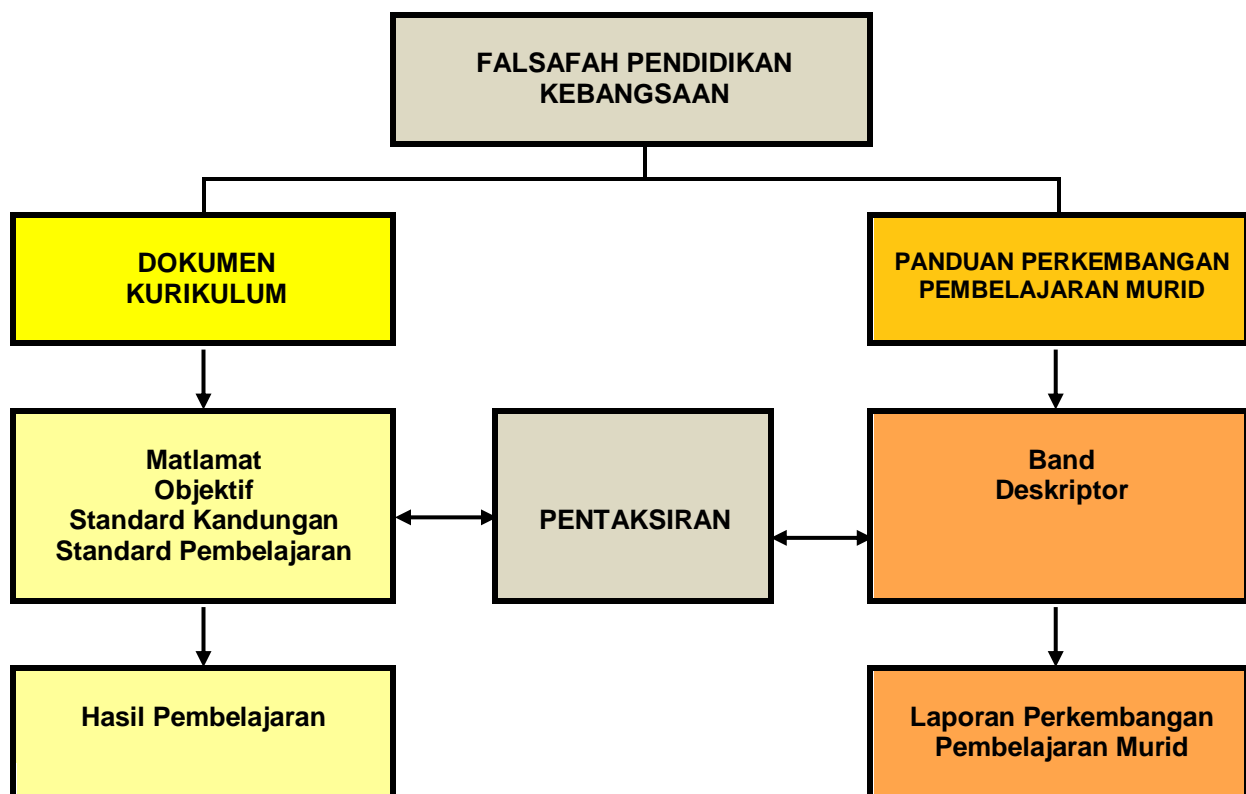 FALSAFAH PENDIDIKAN
KEBANGSAAN
DOKUMEN
KURIKULUM
PANDUAN PERKEMBANGAN
PEMBELAJARAN MURID
Matlamat
Objektif
Standard Kandungan
Standard Pembelajaran
PENTAKSIRAN
Band
Deskriptor
Hasil Pembelajaran
Laporan Perkembangan
Pembelajaran Murid